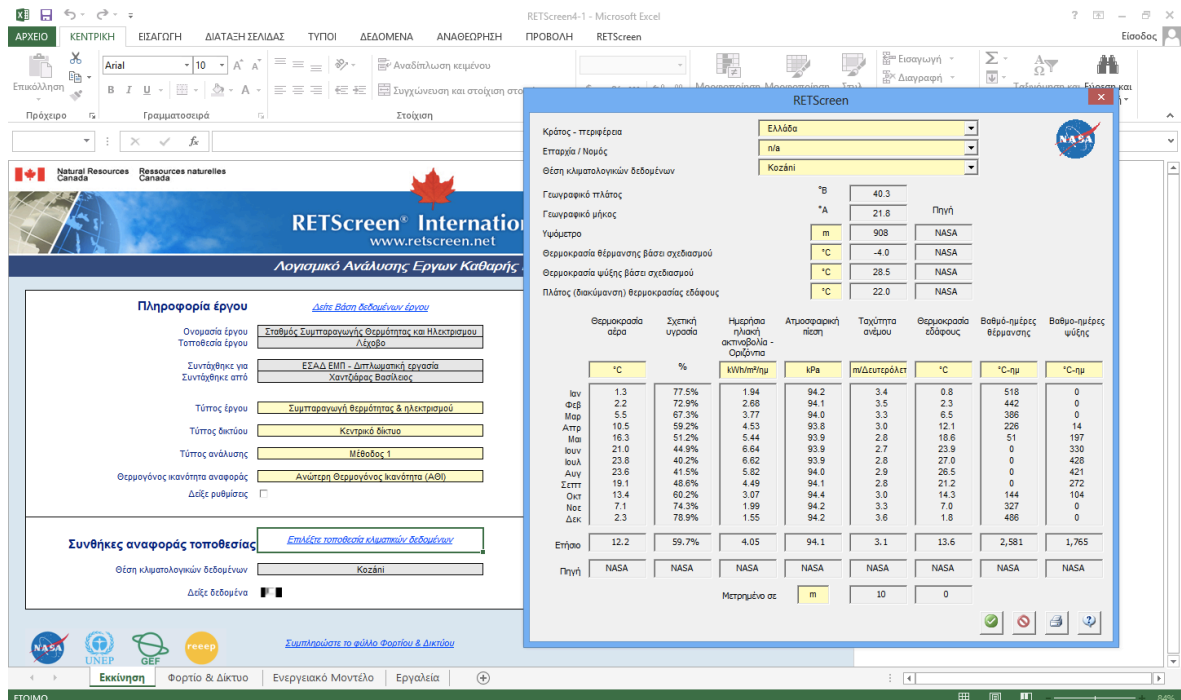 RETScreen4-1 - Microsoft Excel
ΑΡΧΕΙΟ ΚΕΝΤΡΙΚΗ ΕΙΣΑΓΩΓΗ ΔΙΑΤΑΞΗ ΣΕΛΙΔΑΣ ΤΥΠΟΙ ΔΕΔΟΜΕΝΑ ΑΝΑΘΕΩΡΗΣΗ ΠΡΟΒΟΛΗ RETScreen Είσοδος
Επικόλληση
Arial 10
Αναδίπλωση κειμένου
Συγχώνευση και στοίχιση στο
Εισαγωγή
Διαγραφή
Πρόχειρο Γραμματοσειρά Στοίχιση
Natural Resources Canada
Ressources naturelles Canada
RETScreen® Internatio
www.retscreen.net
Λογισμικό Ανάλυσης Εργων Καθαρής
Πληροφορία έργου
Δείτε Βάση δεδομένων έργου
Ονομασία έργου Σταθμός Συμπαραγωγής Θερμότητας και Ηλεκτρισμου
Τοποθεσία έργου Λέχοβο
Συντάχθηκε για ΕΣΑΔ ΕΜΠ - Διπλωματική εργασία
Συντάχθηκε από Χαντζιάρας Βασίλειος
Τύπος έργου Συμπαραγωγή θερμότητας & ηλεκτρισμού
Τύπος δικτύου Κεντρικό δίκτυο
Τύπος ανάλυσης Μέθοδος 1
Θερμογόνος ικανότητα αναφοράς Ανώτερη Θερμογόνος Ικανότητα (ΑΘΙ)
Δείξε ρυθμίσεις
Συνθήκες αναφοράς τοποθεσίας
Επιλέξτε τοποθεσία κλιματικών δεδομένων
Θέση κλιματολογικών δεδομένων Kozáni
Δείξε δεδομένα
NASA UNEP GEF reeep
Συμπληρώστε το φύλλο Φορτίου & Δικτύου
Εκκίνηση Φορτίο & Δίκτυο Ενεργειακό Μοντέλο Εργαλεία
ΕΤΟΙΜΟ 84%
RETScreen
NASA
Κράτος - περιφέρεια Ελλάδα
Επαρχία / Νομός n/a
Θέση κλιματολογικών δεδομένων Kozáni
Γεωγραφικό πλάτος °B 40.3
Γεωγραφικό μήκος °A 21.8 Πηγή
Υψόμετρο m 908 NASA
Θερμοκρασία θέρμανσης βάσει σχεδιασμού °C -4.0 NASA
Θερμοκρασία ψύξης βάσει σχεδιασμού °C 28.5 NASA
Πλάτος (διακύμανση) θερμοκρασίας εδάφους °C 22.0 NASA
Θερμοκρασία αέρα Σχετική υγρασία Ημερήσια ηλιακή ακτινοβολία - Οριζόντια Ατμοσφαιρική πίεση Ταχύτητα ανέμου Θερμοκρασία εδάφους Βαθμό-ημέρες θέρμανσης Βαθμο-ημέρες ψύξης
°C % kWh/m²/ημ kPa m/Δευτερόλεπ °C °C-ημ °C-ημ
Ιαν 1.3 77.5% 1.94 94.2 3.4 0.8 518 0
Φεβ 2.2 72.9% 2.68 94.1 3.5 2.3 442 0
Μαρ 5.5 67.3% 3.77 94.0 3.3 6.5 386 0
Απρ 10.5 59.2% 4.53 93.8 3.0 12.1 226 14
Μαι 16.3 51.2% 5.44 93.9 2.8 18.6 51 197
Ιουν 21.0 44.9% 6.64 93.9 2.7 23.9 0 330
Ιουλ 23.8 40.2% 6.62 93.9 2.8 27.0 0 428
Αυγ 23.6 41.5% 5.82 94.0 2.9 26.5 0 421
Σεπτ 19.1 48.6% 4.49 94.1 2.8 21.2 0 272
Οκτ 13.4 60.2% 3.07 94.4 3.0 14.3 144 104
Νοε 7.1 74.3% 1.99 94.2 3.3 7.0 327 0
Δεκ 2.3 78.9% 1.55 94.2 3.6 1.8 486 0
Ετήσιο 12.2 59.7% 4.05 94.1 3.1 13.6 2,581 1,765
Πηγή NASA NASA NASA NASA NASA NASA NASA NASA
Μετρημένο σε m 10 0